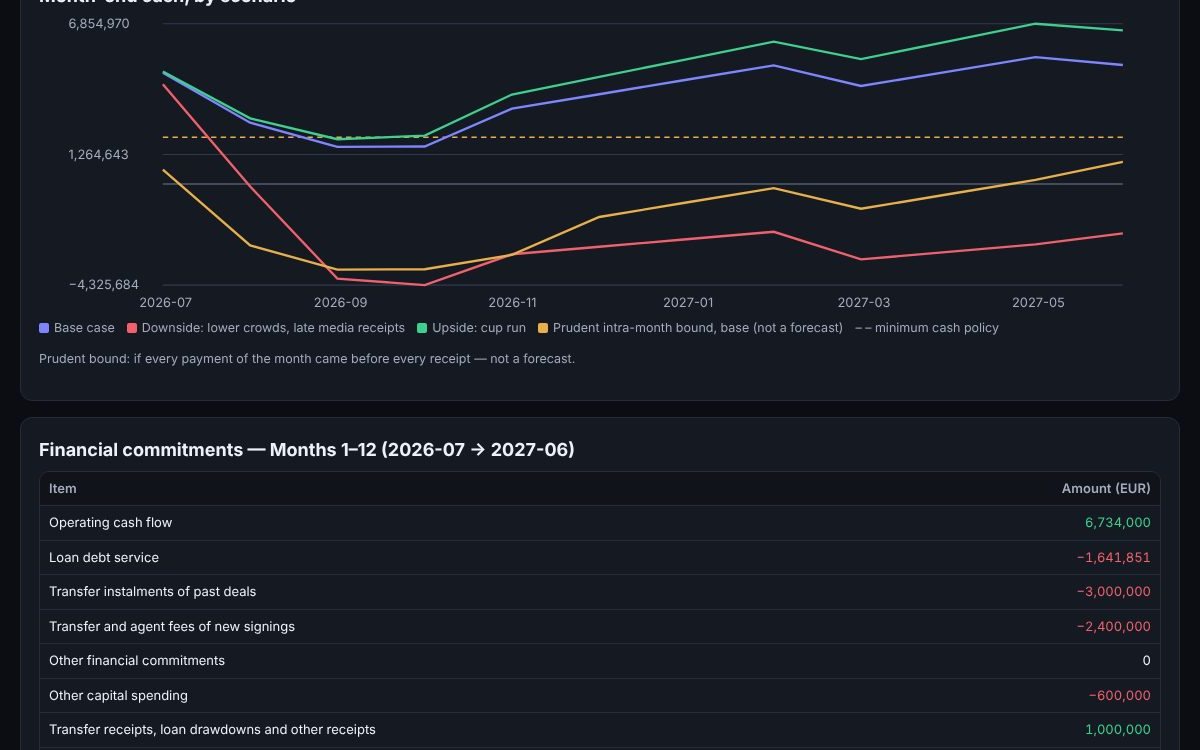 Month-end cash, by scenario
6,854,970
1,264,643
−4,325,684
2026-07 2026-09 2026-11 2027-01 2027-03 2027-05
Base case Downside: lower crowds, late media receipts Upside: cup run Prudent intra-month bound, base (not a forecast) – – minimum cash policy
Prudent bound: if every payment of the month came before every receipt — not a forecast.
Financial commitments — Months 1–12 (2026-07 → 2027-06)
Item Amount (EUR)
Operating cash flow 6,734,000
Loan debt service −1,641,851
Transfer instalments of past deals −3,000,000
Transfer and agent fees of new signings −2,400,000
Other financial commitments 0
Other capital spending −600,000
Transfer receipts, loan drawdowns and other receipts 1,000,000